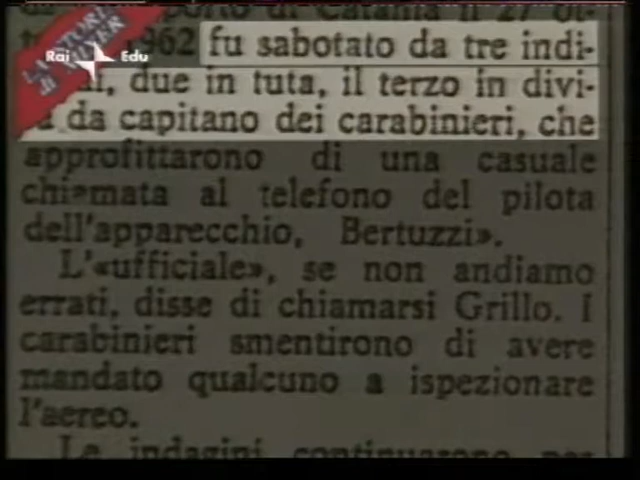 di Catania il 27 ot-
1962 fu sabotato da tre indi-
due in tuta, il terzo in divi-
da capitano dei carabinieri, che
approfittarono di una casuale
chiamata al telefono del pilota
dell'apparecchio, Bertuzzi».
L'«ufficiale», se non andiamo
errati, disse di chiamarsi Grillo. I
carabinieri smentirono di avere
mandato qualcuno a ispezionare
l'aereo.
Le indagini continuarono per
Rai Edu
LA STORIA
di